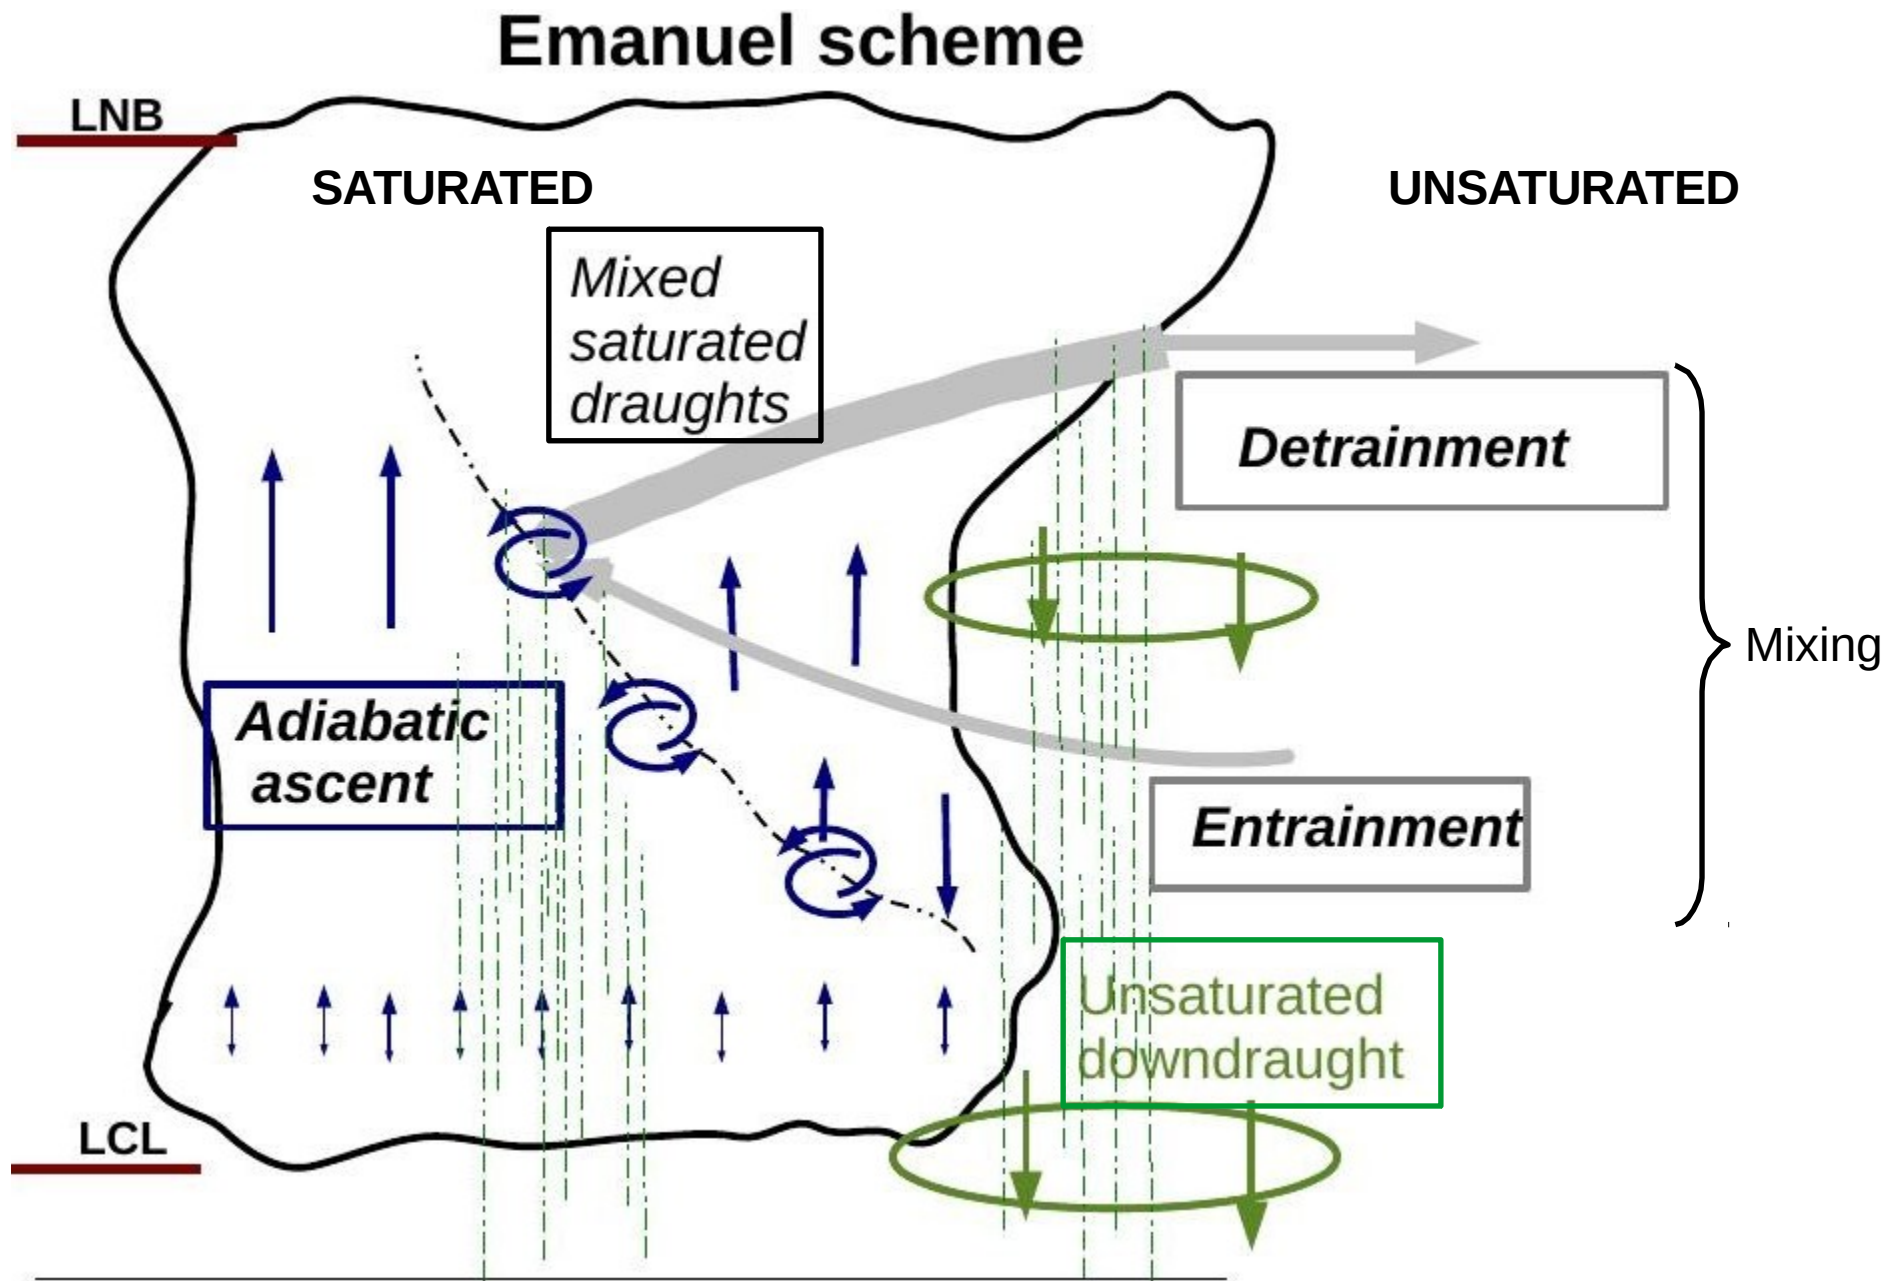 Emanuel scheme
LNB
SATURATED
UNSATURATED
Mixed
saturated
draughts
Detrainment
Mixing
Adiabatic
ascent
Entrainment
Unsaturated
downdraught
LCL